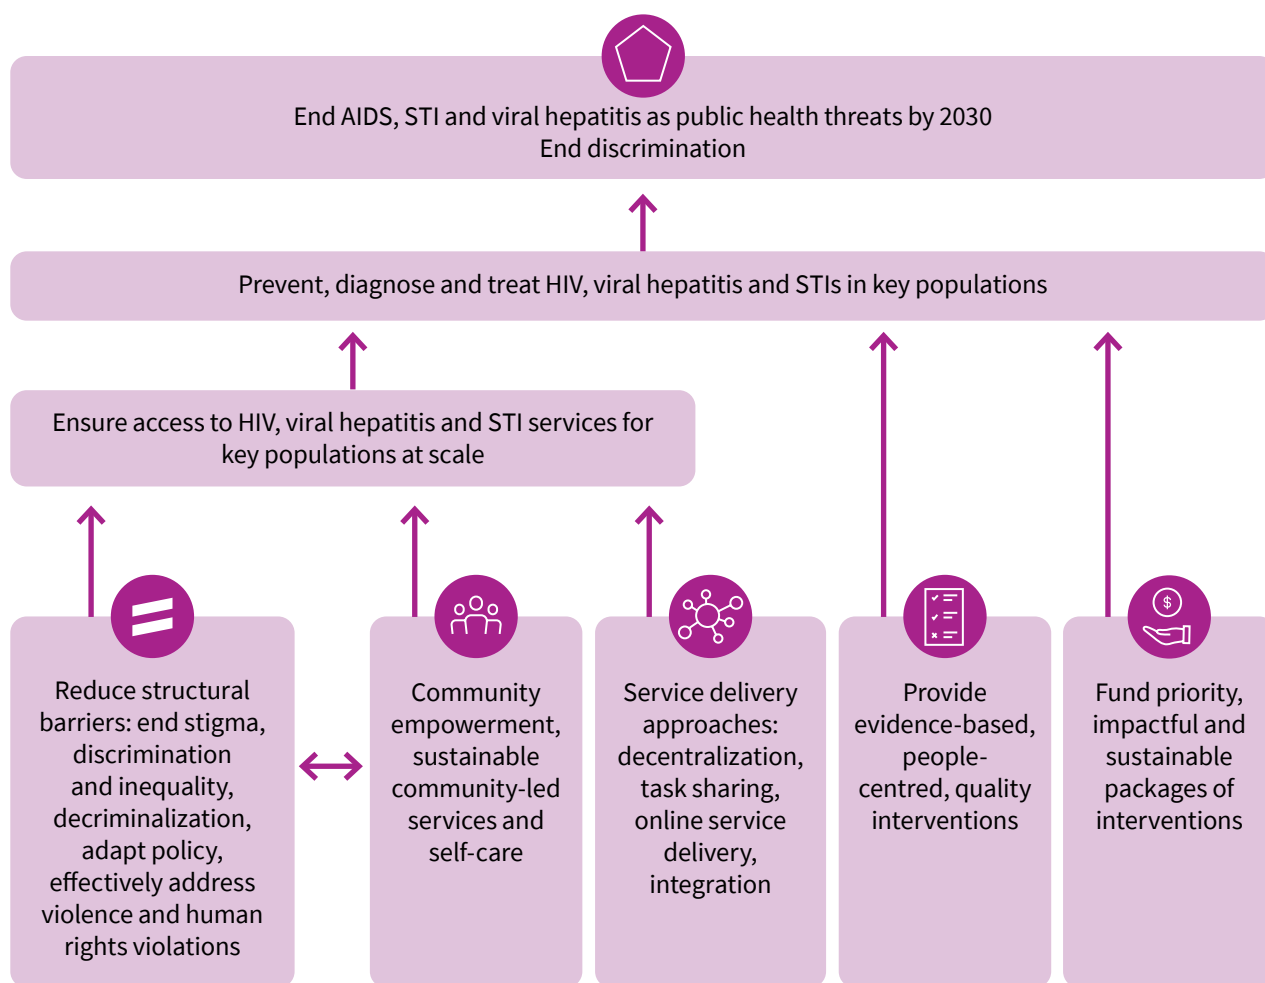 End AIDS, STI and viral hepatitis as public health threats by 2030
End discrimination
Prevent, diagnose and treat HIV, viral hepatitis and STIs in key populations
Ensure access to HIV, viral hepatitis and STI services for
key populations at scale
Reduce structural
barriers: end stigma,
discrimination
and inequality,
decriminalization,
adapt policy,
effectively address
violence and human
rights violations
Community
empowerment,
sustainable
community-led
services and
self-care
Service delivery
approaches:
decentralization,
task sharing,
online service
delivery,
integration
Provide
evidence-based,
people-
centred, quality
interventions
$
Fund priority,
impactful and
sustainable
packages of
interventions